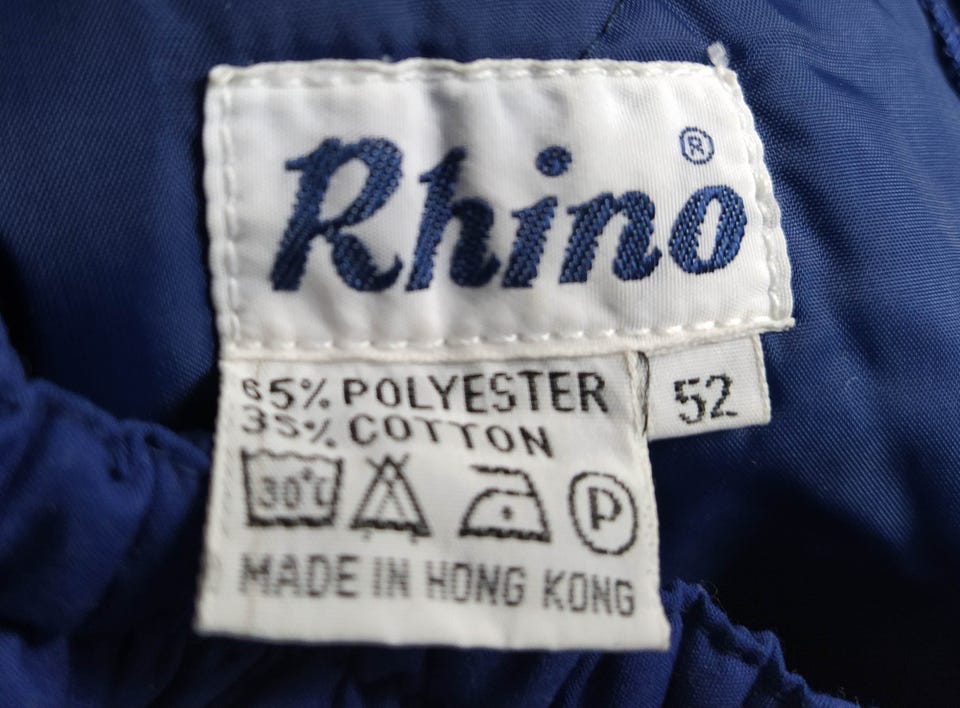 Rhino®
65% POLYESTER
35% COTTON
52
30°C
P
MADE IN HONG KONG